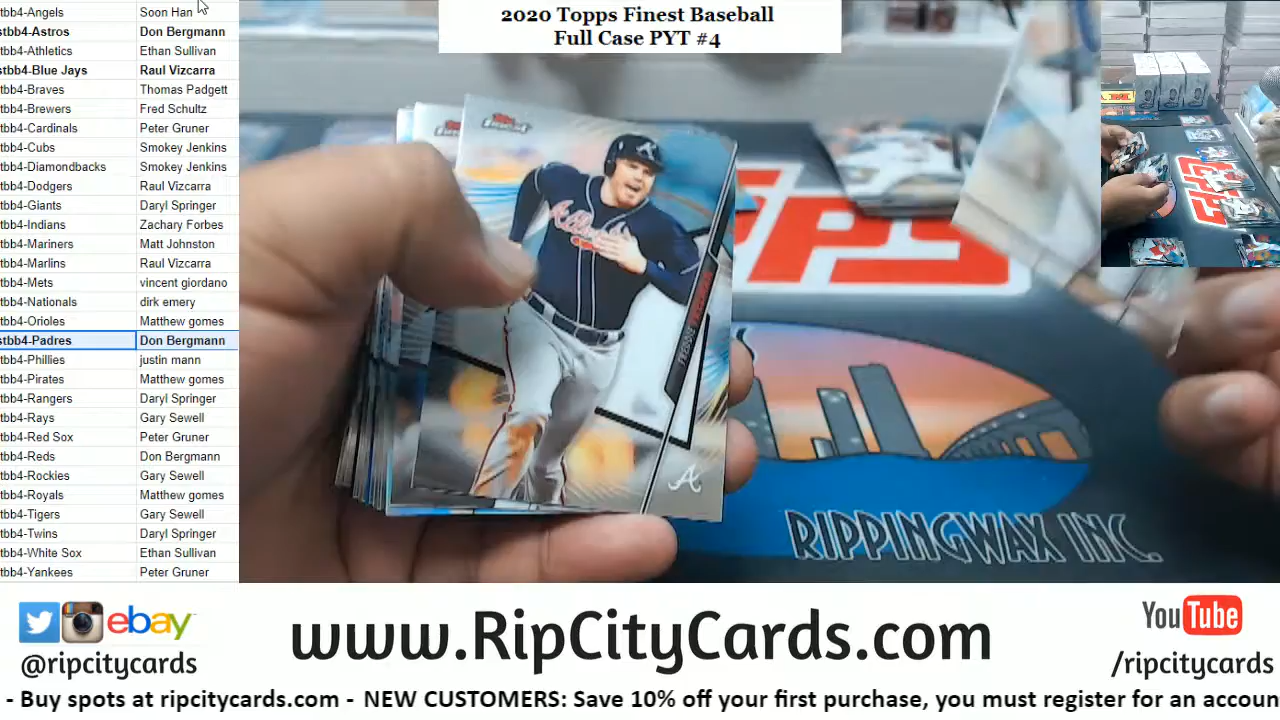 tbb4-Angels Soon Han
stbb4-Astros Don Bergmann
tbb4-Athletics Ethan Sullivan
stbb4-Blue Jays Raul Vizcarra
tbb4-Braves Thomas Padgett
tbb4-Brewers Fred Schultz
tbb4-Cardinals Peter Gruner
tbb4-Cubs Smokey Jenkins
tbb4-Diamondbacks Smokey Jenkins
tbb4-Dodgers Raul Vizcarra
tbb4-Giants Daryl Springer
tbb4-Indians Zachary Forbes
tbb4-Mariners Matt Johnston
tbb4-Marlins Raul Vizcarra
tbb4-Mets vincent giordano
tbb4-Nationals dirk emery
tbb4-Orioles Matthew gomes
stbb4-Padres Don Bergmann
tbb4-Phillies justin mann
tbb4-Pirates Matthew gomes
tbb4-Rangers Daryl Springer
tbb4-Rays Gary Sewell
tbb4-Red Sox Peter Gruner
tbb4-Reds Don Bergmann
tbb4-Rockies Gary Sewell
tbb4-Royals Matthew gomes
tbb4-Tigers Gary Sewell
tbb4-Twins Daryl Springer
tbb4-White Sox Ethan Sullivan
tbb4-Yankees Peter Gruner
2020 Topps Finest Baseball
Full Case PYT #4
Finest
A
FREDDIE FREEMAN
RIPPINGWAX INC.
ebay
@ripcitycards
www.RipCityCards.com
YouTube
/ripcitycards
- Buy spots at ripcitycards.com - NEW CUSTOMERS: Save 10% off your first purchase, you must register for an accoun